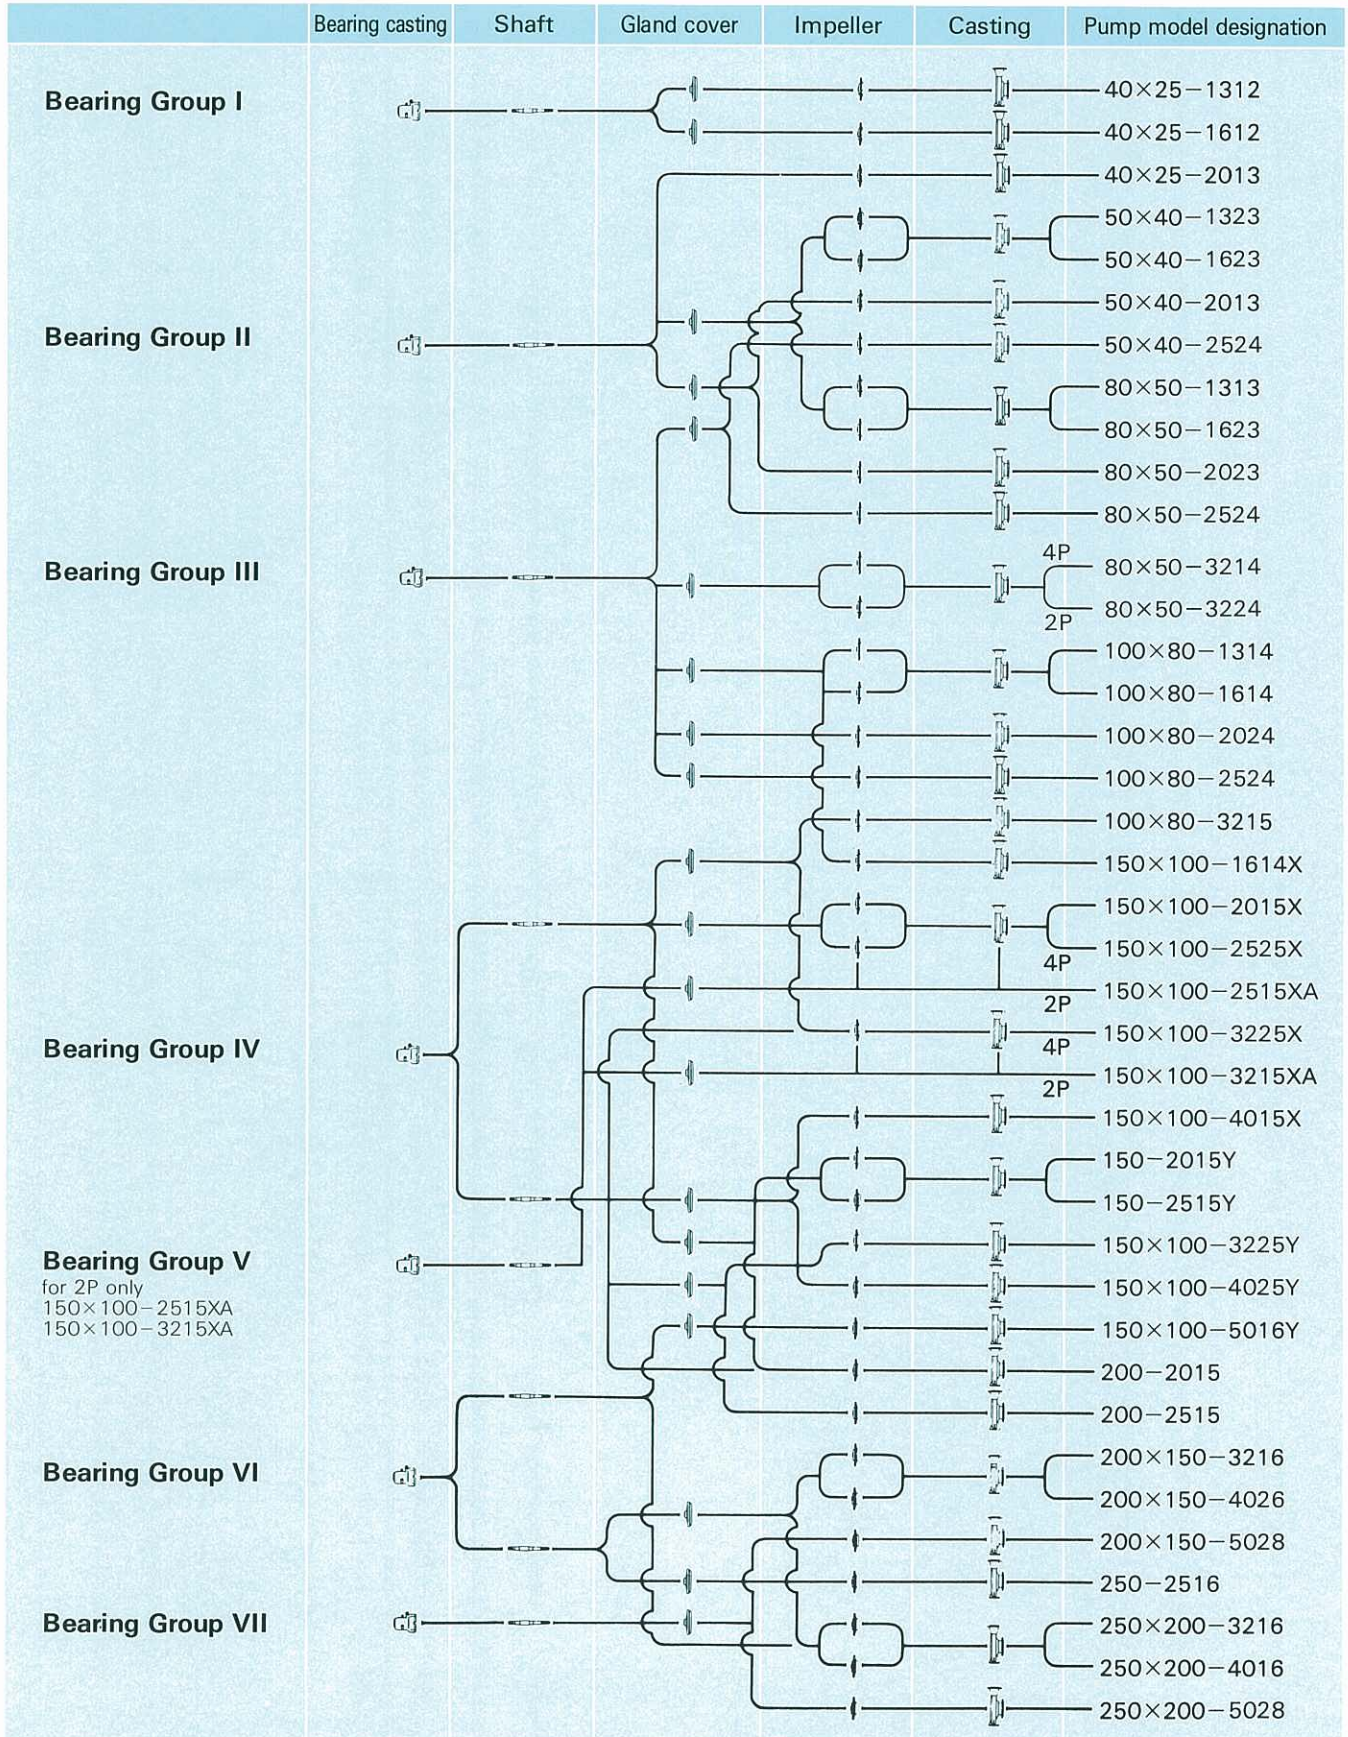 Bearing casting Shaft Gland cover Impeller Casting Pump model designation
Bearing Group I
40×25−1312
40×25−1612
40×25−2013
50×40−1323
50×40−1623
50×40−2013
Bearing Group II
50×40−2524
80×50−1313
80×50−1623
80×50−2023
80×50−2524
4P
80×50−3214
Bearing Group III
80×50−3224
2P
100×80−1314
100×80−1614
100×80−2024
100×80−2524
100×80−3215
150×100−1614X
150×100−2015X
150×100−2525X
4P
150×100−2515XA
2P
150×100−3225X
Bearing Group IV
4P
150×100−3215XA
2P
150×100−4015X
150−2015Y
150−2515Y
150×100−3225Y
Bearing Group V
for 2P only
150×100−2515XA
150×100−3215XA
150×100−4025Y
150×100−5016Y
200−2015
200−2515
200×150−3216
Bearing Group VI
200×150−4026
200×150−5028
250−2516
Bearing Group VII
250×200−3216
250×200−4016
250×200−5028